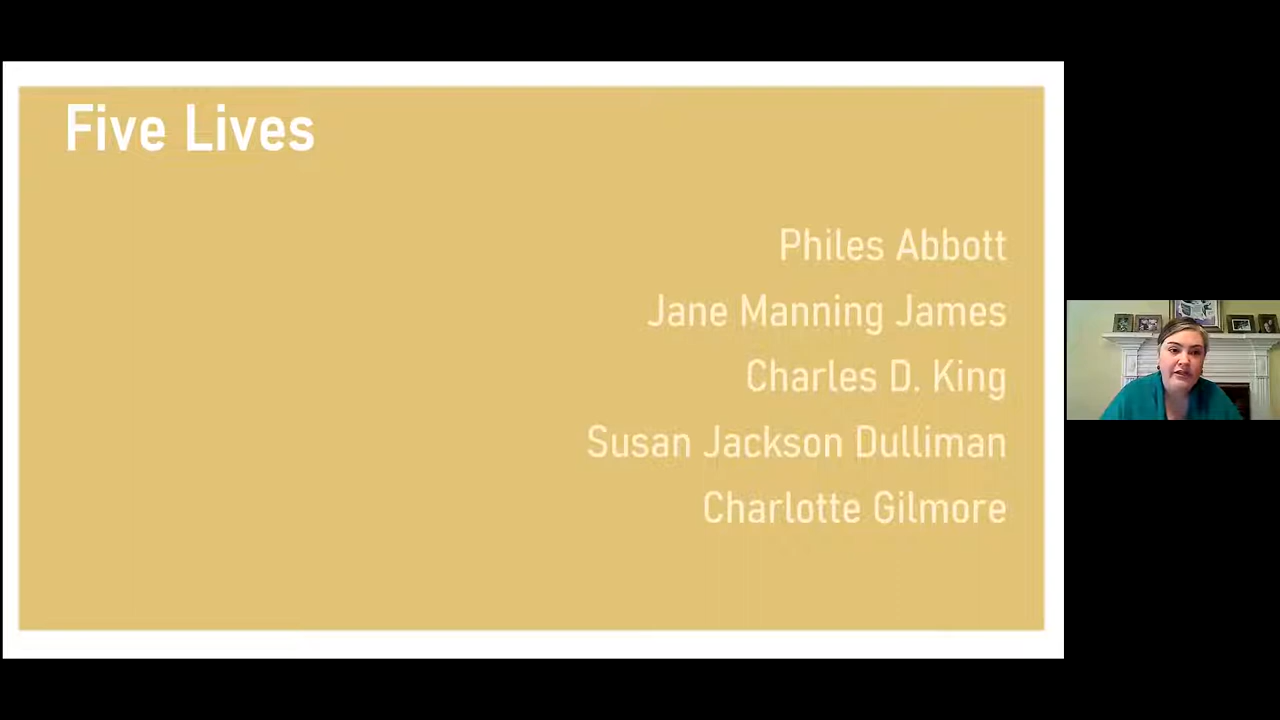 Five Lives
Philes Abbott
Jane Manning James
Charles D. King
Susan Jackson Dulliman
Charlotte Gilmore